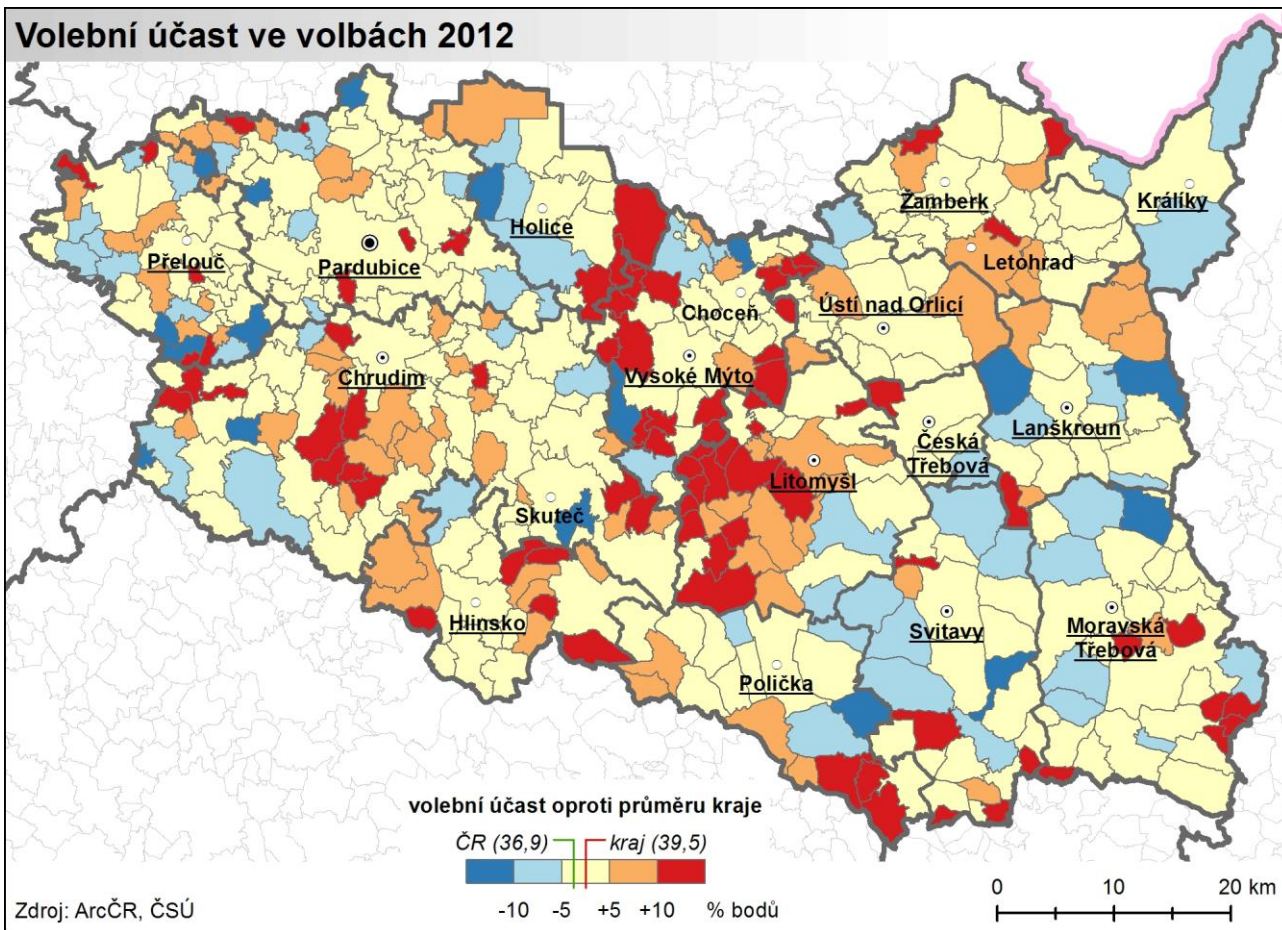 Volební účast ve volbách 2012
Žamberk
Králíky
Holice
Přelouč
Pardubice
Letohrad
Choceň
Ústí nad Orlicí
Chrudim
Vysoké Mýto
Lanškroun
Česká
Třebová
Litomyšl
Skuteč
Hlinsko
Svitavy
Moravská
Třebová
Polička
volební účast oproti průměru kraje
ČR (36,9)
kraj (39,5)
-10 -5 +5 +10 % bodů
0 10 20 km
Zdroj: ArcČR, ČSÚ